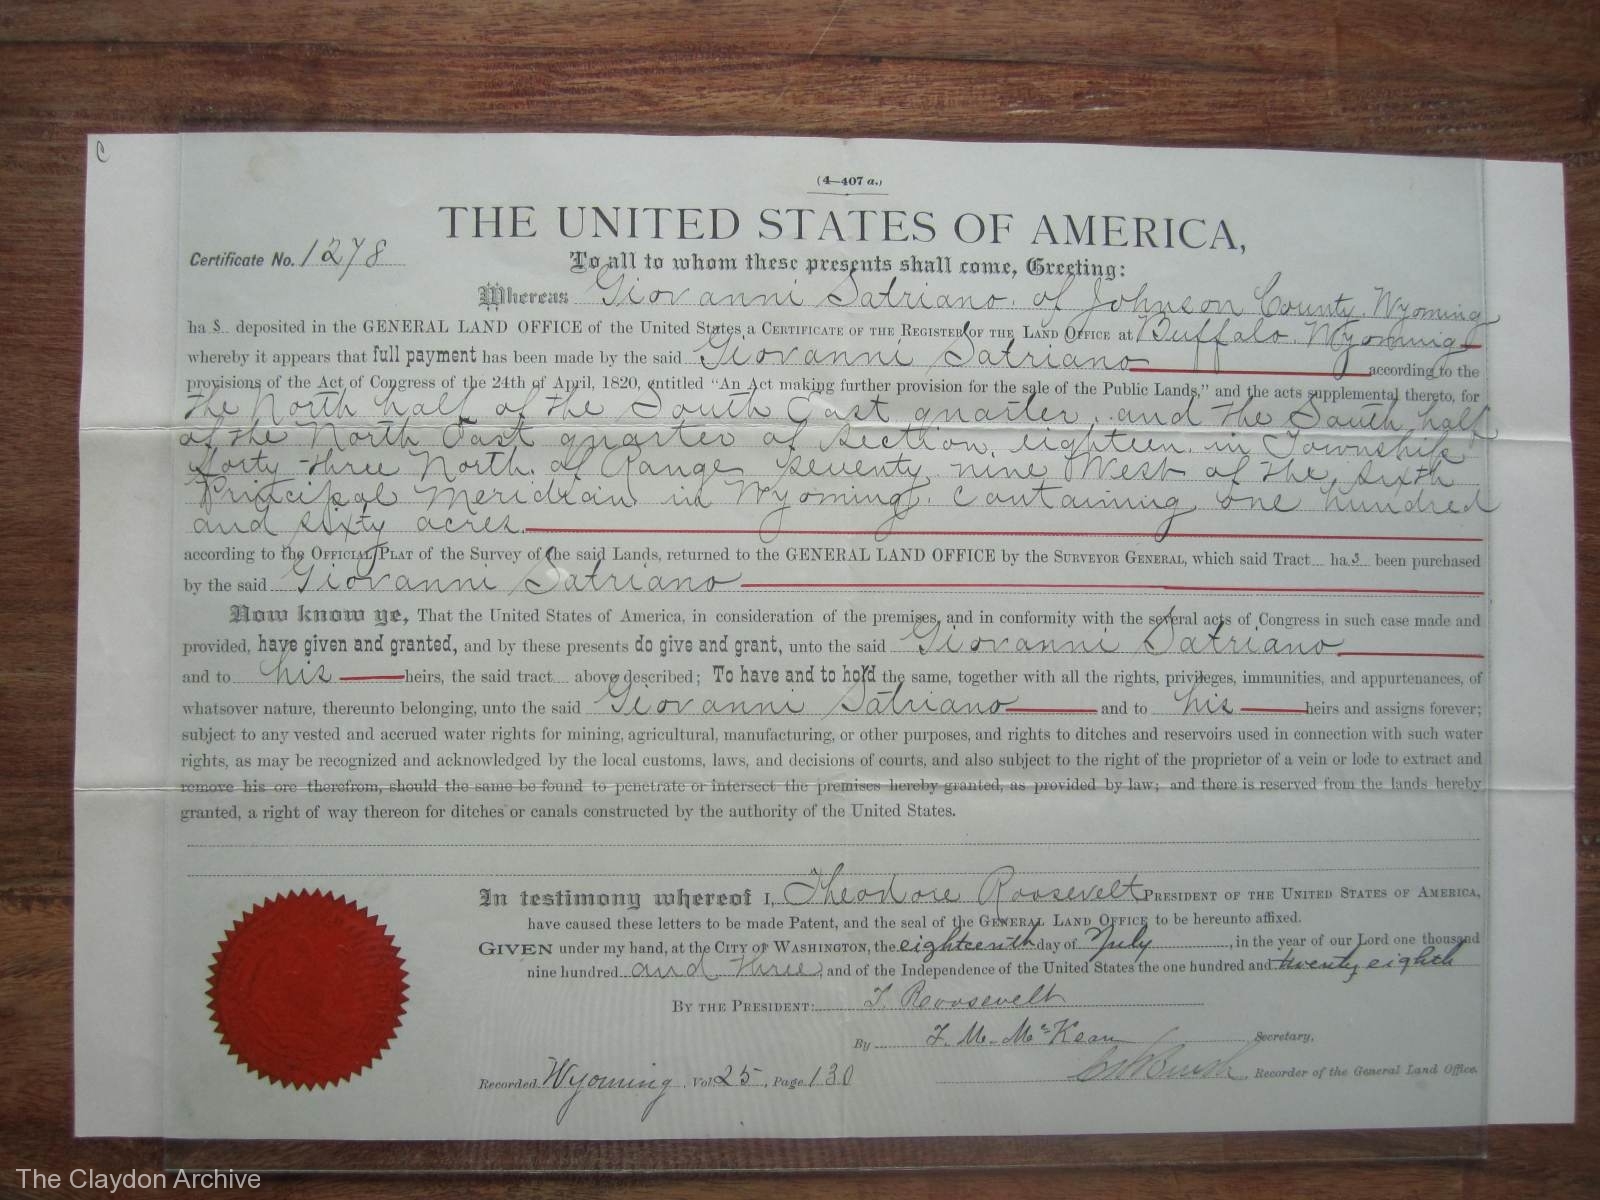 C
(4—407 a.)
THE UNITED STATES OF AMERICA,
Certificate No. 1278
To all to whom these presents shall come, Greeting:
Whereas Giovanni Satriano, of Johnson County, Wyoming
ha s deposited in the GENERAL LAND OFFICE of the United States a CERTIFICATE OF THE REGISTER OF THE LAND OFFICE at Buffalo, Wyoming
whereby it appears that full payment has been made by the said Giovanni Satriano according to the
provisions of the Act of Congress of the 24th of April, 1820, entitled "An Act making further provision for the sale of the Public Lands," and the acts supplemental thereto, for
the North half of the South East quarter, and the South half
of the North East quarter of Section eighteen in Township
forty-three North, of Range seventy nine West of the Sixth
Principal Meridian in Wyoming, containing one hundred
and sixty acres.
according to the OFFICIAL PLAT of the Survey of the said Lands, returned to the GENERAL LAND OFFICE by the SURVEYOR GENERAL, which said Tract ha s been purchased
by the said Giovanni Satriano
Now know ye, That the United States of America, in consideration of the premises, and in conformity with the several acts of Congress in such case made and
provided, have given and granted, and by these presents do give and grant, unto the said Giovanni Satriano
and to his heirs, the said tract above described; To have and to hold the same, together with all the rights, privileges, immunities, and appurtenances, of
whatsoever nature, thereunto belonging, unto the said Giovanni Satriano and to his heirs and assigns forever;
subject to any vested and accrued water rights for mining, agricultural, manufacturing, or other purposes, and rights to ditches and reservoirs used in connection with such water
rights, as may be recognized and acknowledged by the local customs, laws, and decisions of courts, and also subject to the right of the proprietor of a vein or lode to extract and
remove his ore therefrom, should the same be found to penetrate or intersect the premises hereby granted, as provided by law; and there is reserved from the lands hereby
granted, a right of way thereon for ditches or canals constructed by the authority of the United States.
In testimony whereof I, Theodore Roosevelt PRESIDENT OF THE UNITED STATES OF AMERICA,
have caused these letters to be made Patent, and the seal of the GENERAL LAND OFFICE to be hereunto affixed.
GIVEN under my hand, at the CITY OF WASHINGTON, the eighteenth day of July, in the year of our Lord one thousand
nine hundred and three, and of the Independence of the United States the one hundred and twenty eighth
BY THE PRESIDENT: T. Roosevelt
By F. M. McKean Secretary,
Recorded Wyoming, Vol. 25, Page 130
Recorder of the General Land Office.
The Claydon Archive